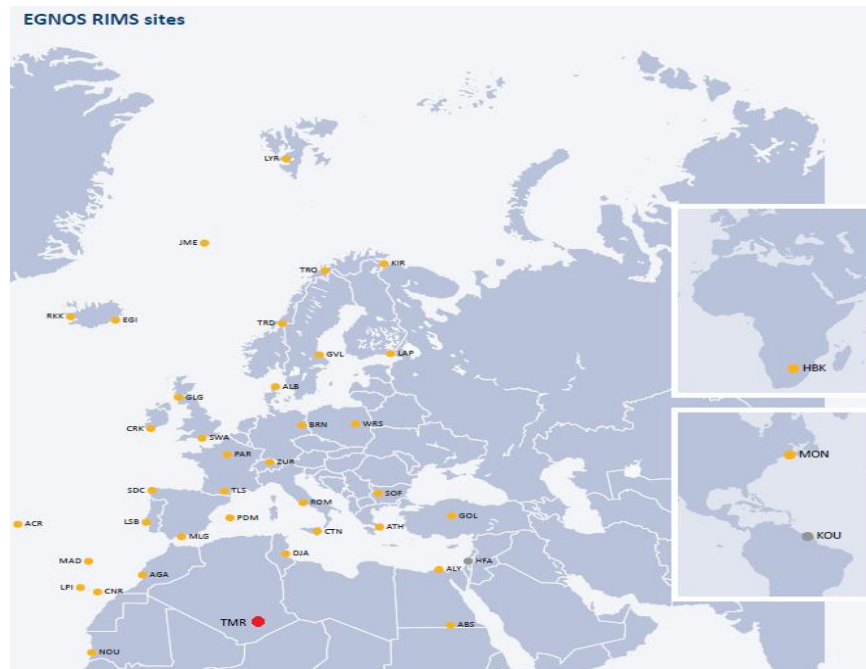 EGNOS RIMS sites
LYR
JME
TRO
KIR
RKK
EGI
TRD
GVL
LAP
ALB
GLG
CRK
SWA
BRN
WRS
PAR
ZUR
SDC
TLS
ROM
SOF
ACR
LSB
PDM
MLG
CTN
ATH
GOL
MAD
DJA
AGA
ALY
HFA
LPI
CNR
TMR
ABS
NOU
HBK
MON
KOU